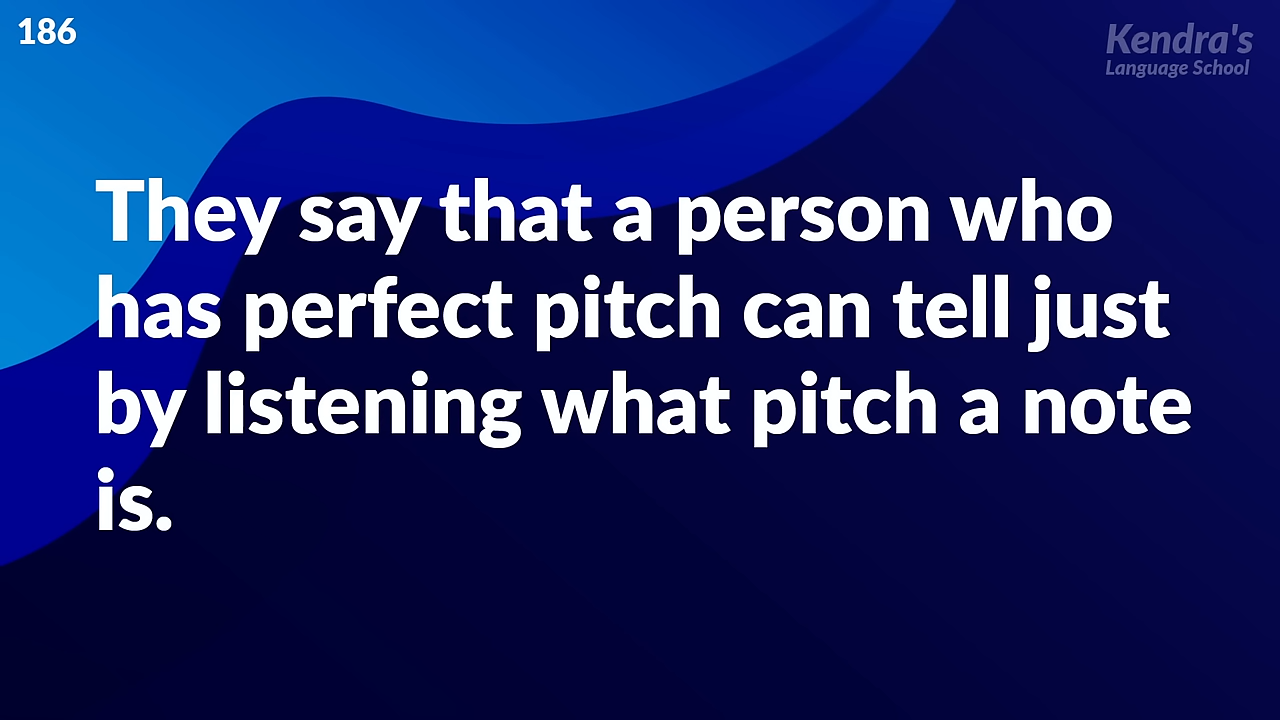 186
Kendra's
Language School
They say that a person who
has perfect pitch can tell just
by listening what pitch a note
is.